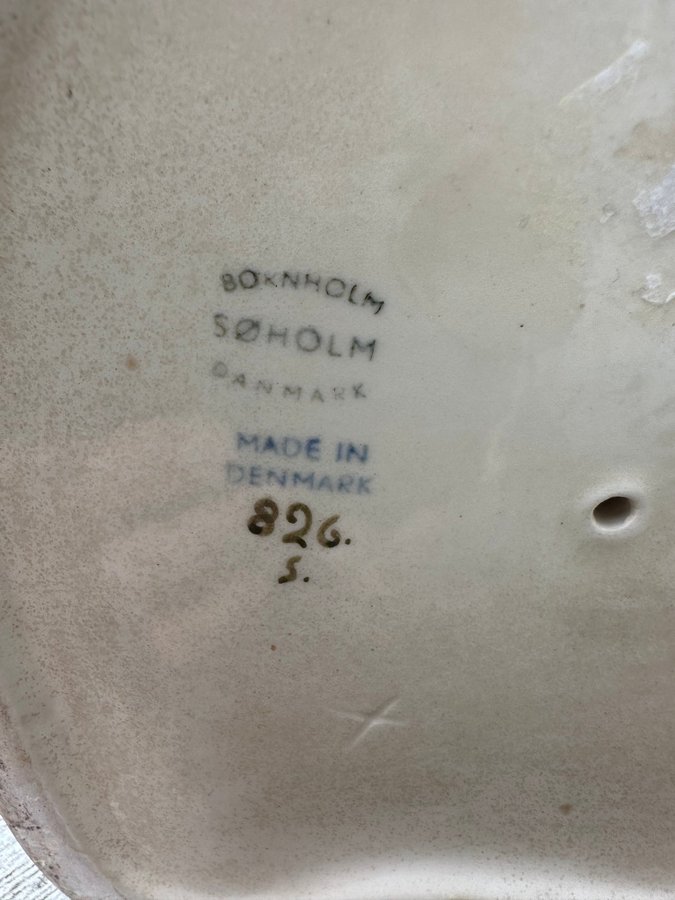 BORNHOLM
SØHOLM
DANMARK
MADE IN
DENMARK
826.
S.